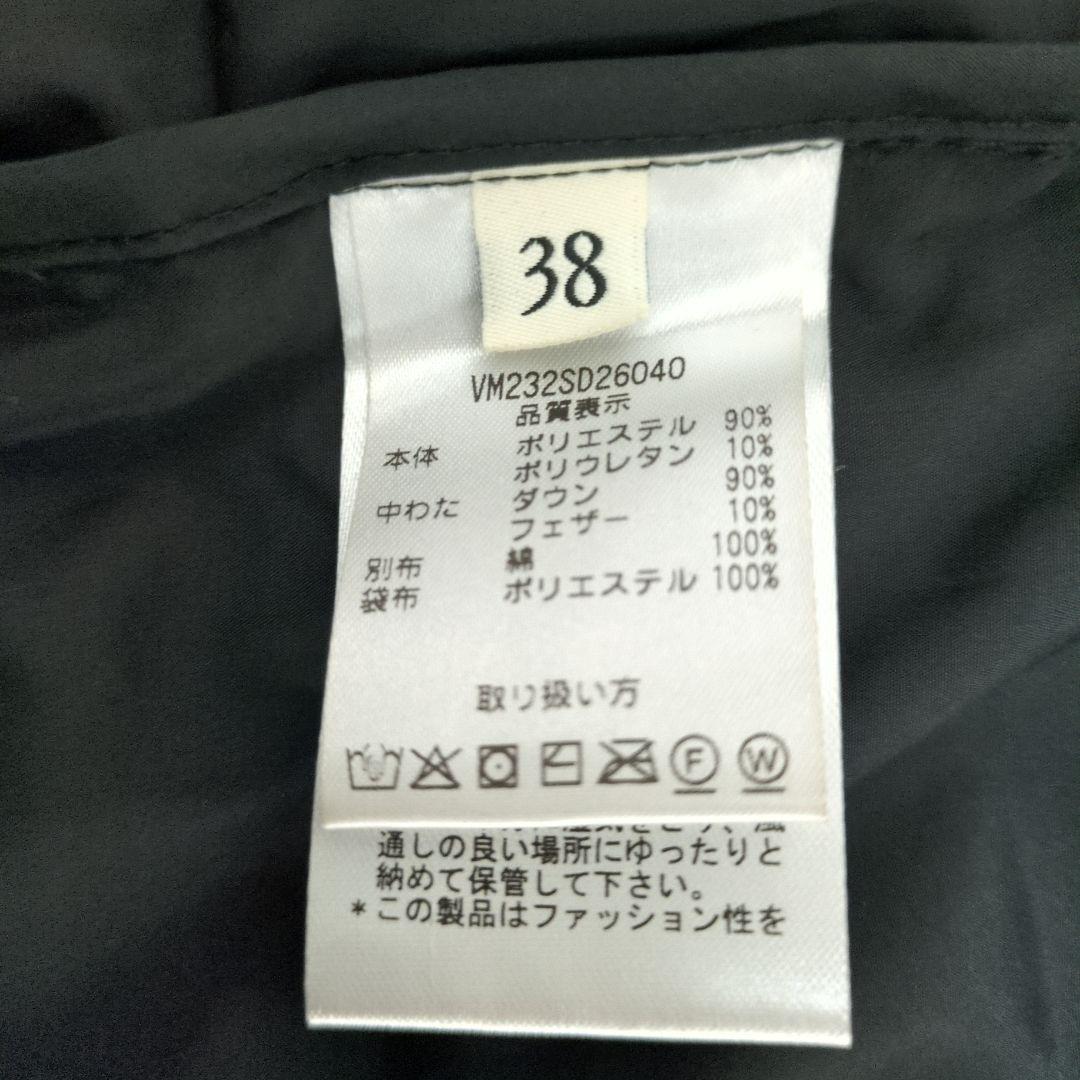 38
VM232SD26040
品質表示
本体 ポリエステル 90%
ポリウレタン 10%
中わた ダウン 90%
フェザー 10%
別布 綿 100%
袋布 ポリエステル 100%
取り扱い方
F W
通しの良い場所にゆったりと
納めて保管して下さい。
*この製品はファッション性を